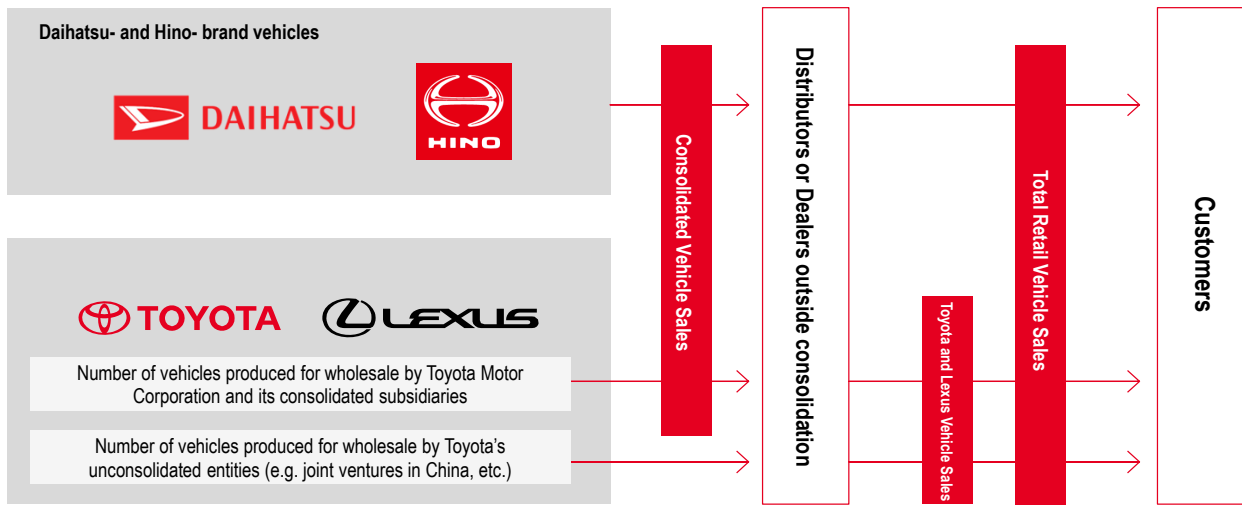 Daihatsu- and Hino- brand vehicles
DAIHATSU
HINO
TOYOTA
LEXUS
Number of vehicles produced for wholesale by Toyota Motor
Corporation and its consolidated subsidiaries
Number of vehicles produced for wholesale by Toyota’s
unconsolidated entities (e.g. joint ventures in China, etc.)
Consolidated Vehicle Sales
Distributors or Dealers outside consolidation
Toyota and Lexus Vehicle Sales
Total Retail Vehicle Sales
Customers